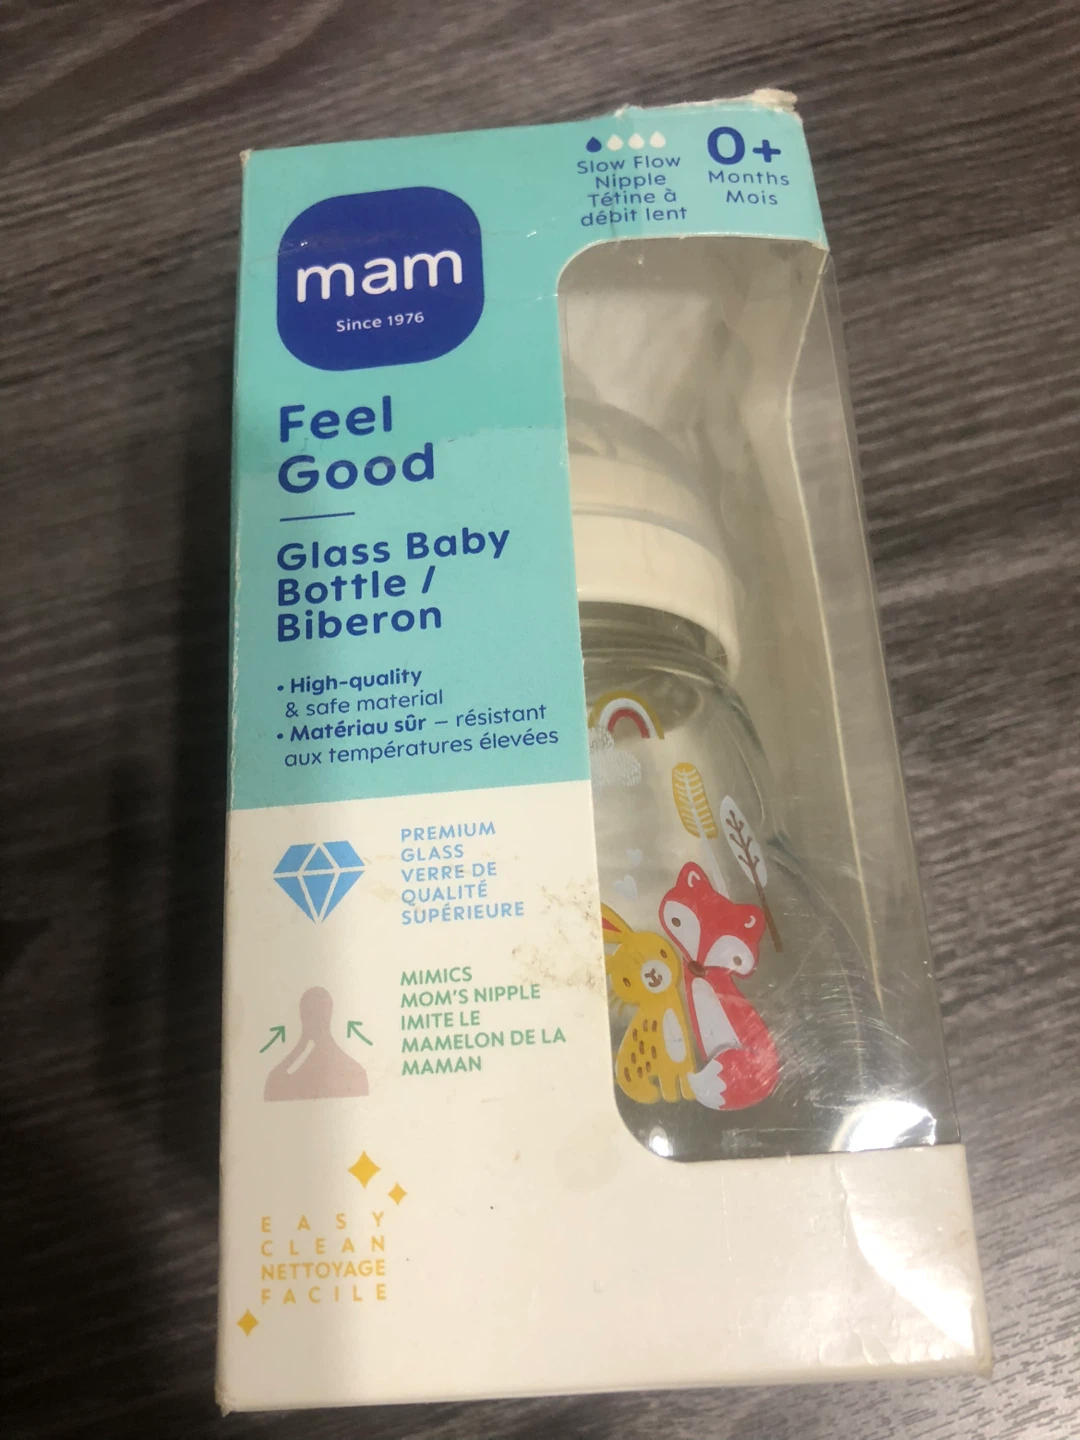 Slow Flow
Nipple
Tétine à
débit lent
0+
Months
Mois
mam
Since 1976
Feel
Good
Glass Baby
Bottle /
Biberon
• High-quality
& safe material
• Matériau sûr – résistant
aux températures élevées
PREMIUM
GLASS
VERRE DE
QUALITÉ
SUPÉRIEURE
MIMICS
MOM'S NIPPLE
IMITE LE
MAMELON DE LA
MAMAN
EASY
CLEAN
NETTOYAGE
FACILE